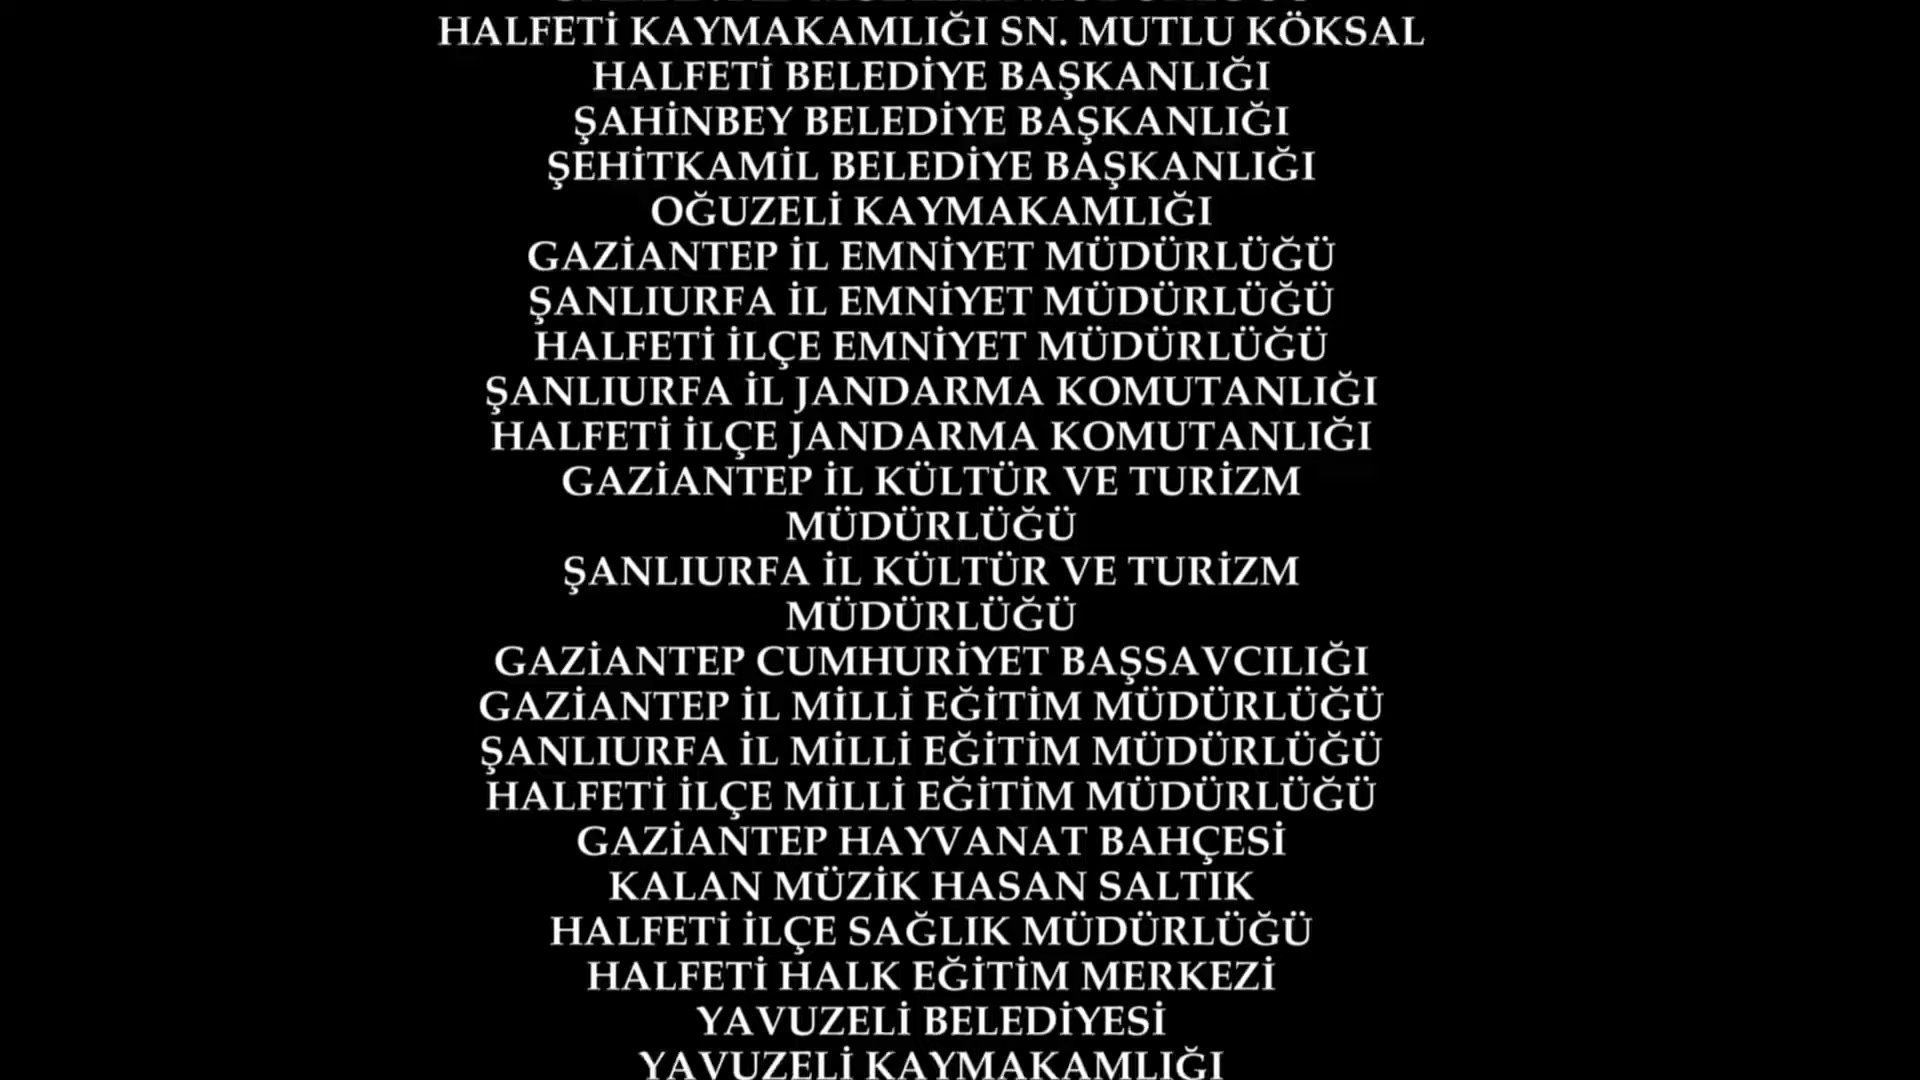 HALFETİ KAYMAKAMLIĞI SN. MUTLU KÖKSAL
HALFETİ BELEDİYE BAŞKANLIĞI
ŞAHİNBEY BELEDİYE BAŞKANLIĞI
ŞEHİTKAMİL BELEDİYE BAŞKANLIĞI
OĞUZELİ KAYMAKAMLIĞI
GAZİANTEP İL EMNİYET MÜDÜRLÜĞÜ
ŞANLIURFA İL EMNİYET MÜDÜRLÜĞÜ
HALFETİ İLÇE EMNİYET MÜDÜRLÜĞÜ
ŞANLIURFA İL JANDARMA KOMUTANLIĞI
HALFETİ İLÇE JANDARMA KOMUTANLIĞI
GAZİANTEP İL KÜLTÜR VE TURİZM
MÜDÜRLÜĞÜ
ŞANLIURFA İL KÜLTÜR VE TURİZM
MÜDÜRLÜĞÜ
GAZİANTEP CUMHURİYET BAŞSAVCILIĞI
GAZİANTEP İL MİLLİ EĞİTİM MÜDÜRLÜĞÜ
ŞANLIURFA İL MİLLİ EĞİTİM MÜDÜRLÜĞÜ
HALFETİ İLÇE MİLLİ EĞİTİM MÜDÜRLÜĞÜ
GAZİANTEP HAYVANAT BAHÇESİ
KALAN MÜZİK HASAN SALTIK
HALFETİ İLÇE SAĞLIK MÜDÜRLÜĞÜ
HALFETİ HALK EĞİTİM MERKEZİ
YAVUZELİ BELEDİYESİ
YAVUZELİ KAYMAKAMLIĞI